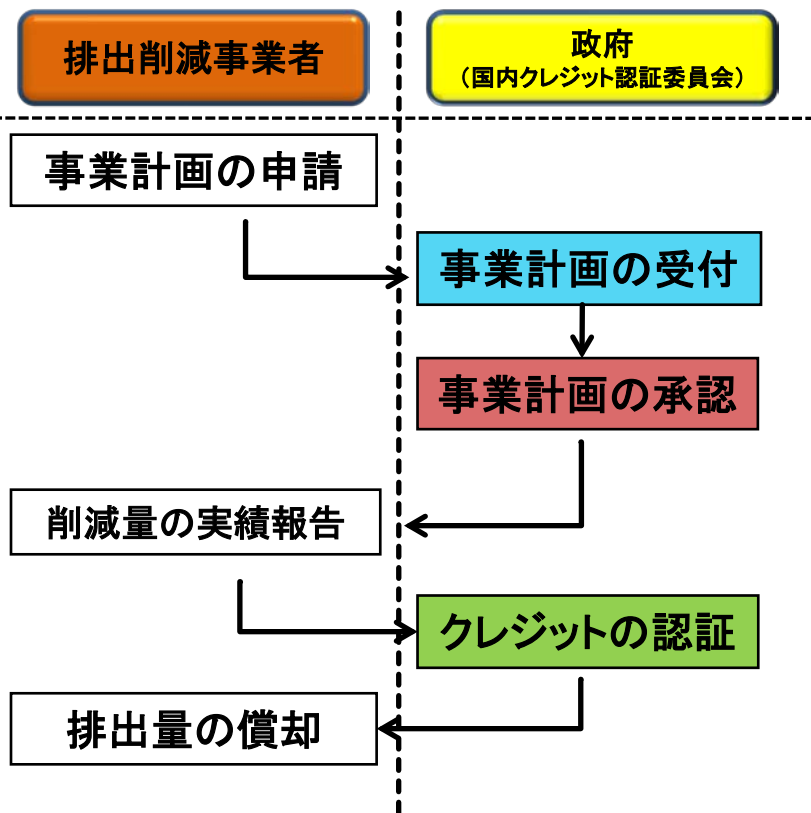 排出削減事業者
政府
（国内クレジット認証委員会）
事業計画の申請
事業計画の受付
事業計画の承認
削減量の実績報告
クレジットの認証
排出量の償却